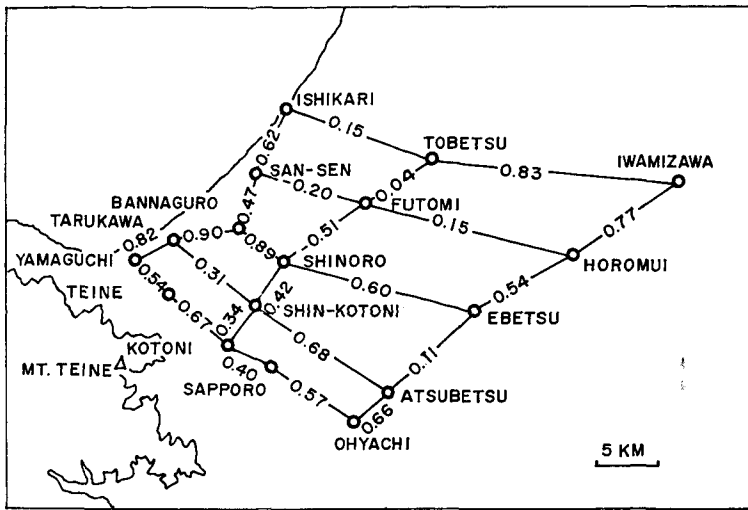 ISHIKARI
0.15
TOBETSU
0.62
0.83
IWAMIZAWA
SAN-SEN
0.20
0.04
BANNAGURO
0.47
FUTOMI
0.77
TARUKAWA
0.90
0.51
0.15
0.82
0.89
YAMAGUCHI
SHINORO
HOROMUI
0.31
0.60
0.54
0.54
TEINE
0.42
0.67
0.34
SHIN-KOTONI
EBETSU
KOTONI
0.68
0.11
MT. TEINE
0.40
SAPPORO
0.57
ATSUBETSU
0.66
OHYACHI
5 KM